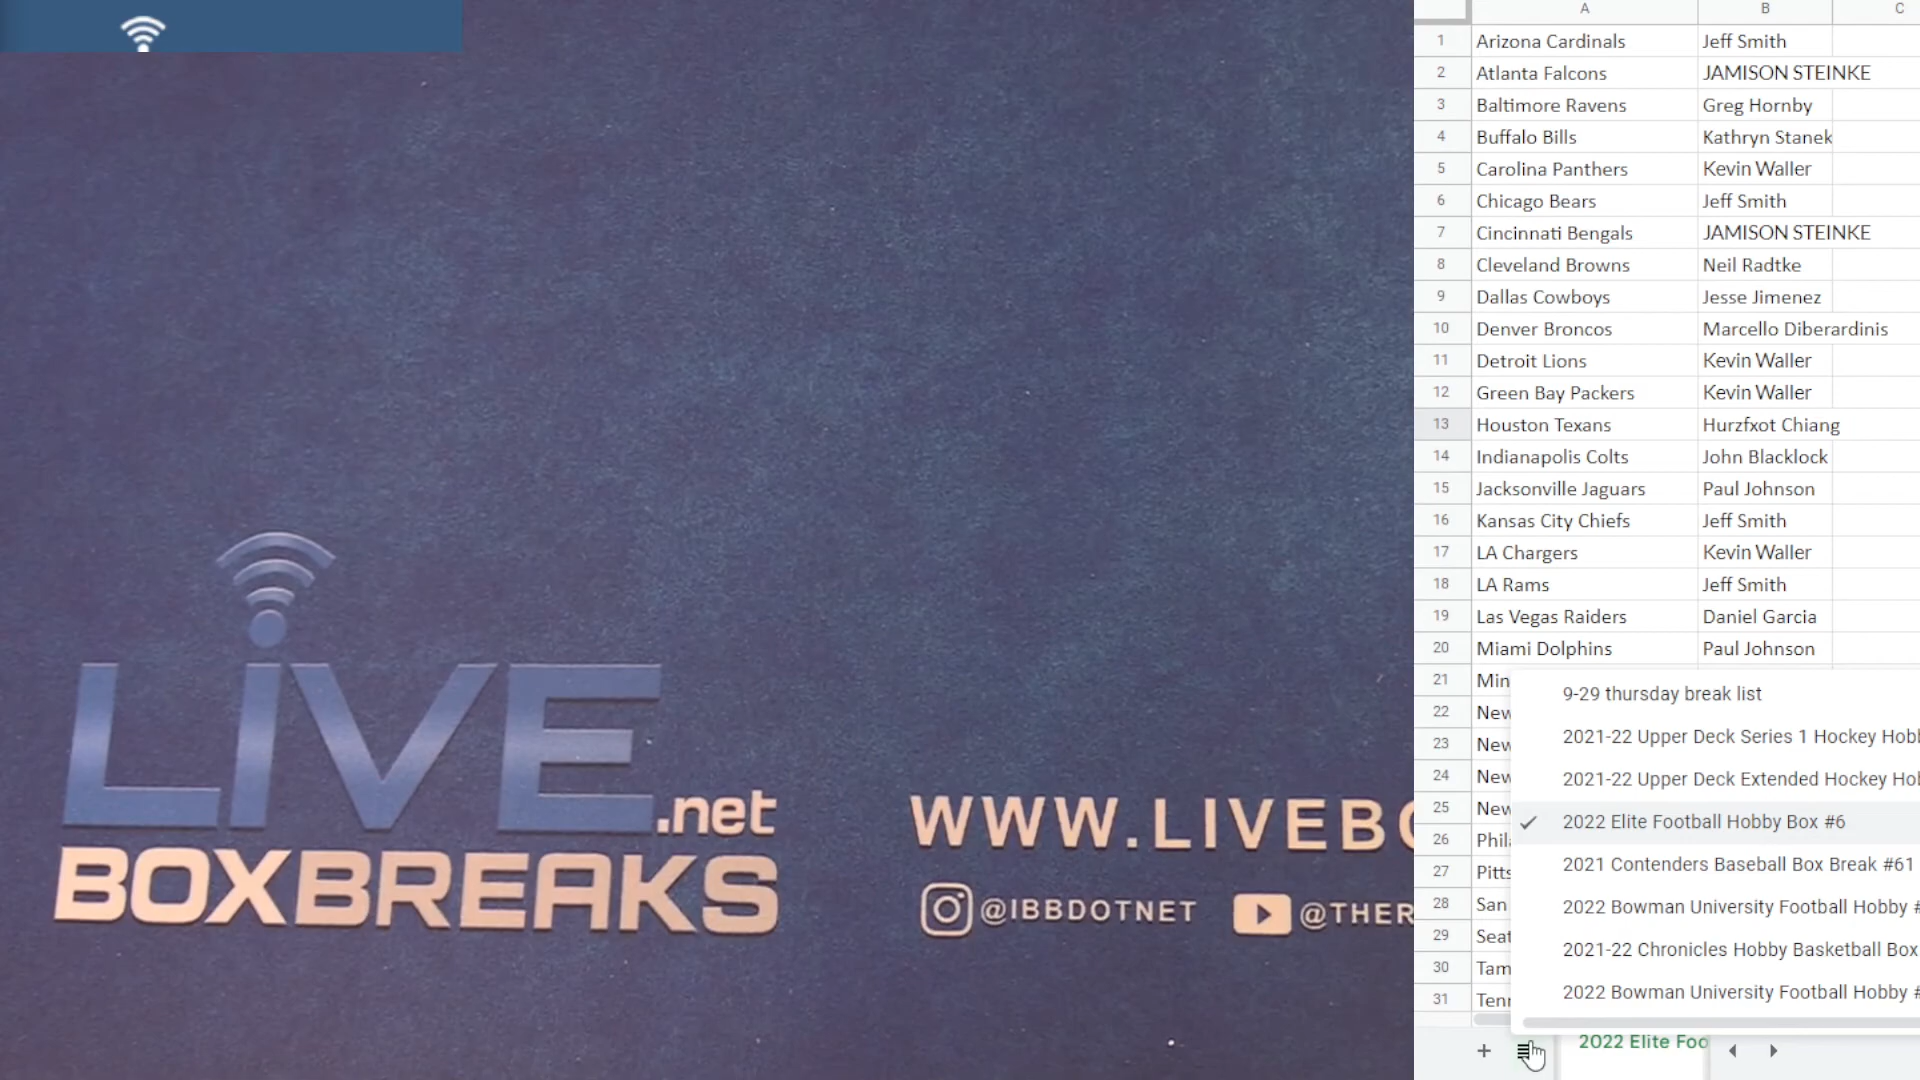 LIVE
.net
BOXBREAKS
WWW.LIVEBO
@IBBDOTNET
@THER
A B C
1 Arizona Cardinals Jeff Smith
2 Atlanta Falcons JAMISON STEINKE
3 Baltimore Ravens Greg Hornby
4 Buffalo Bills Kathryn Stanek
5 Carolina Panthers Kevin Waller
6 Chicago Bears Jeff Smith
7 Cincinnati Bengals JAMISON STEINKE
8 Cleveland Browns Neil Radtke
9 Dallas Cowboys Jesse Jimenez
10 Denver Broncos Marcello Diberardinis
11 Detroit Lions Kevin Waller
12 Green Bay Packers Kevin Waller
13 Houston Texans Hurzfxot Chiang
14 Indianapolis Colts John Blacklock
15 Jacksonville Jaguars Paul Johnson
16 Kansas City Chiefs Jeff Smith
17 LA Chargers Kevin Waller
18 LA Rams Jeff Smith
19 Las Vegas Raiders Daniel Garcia
20 Miami Dolphins Paul Johnson
21 Min
22 New
23 New
24 New
25 New
26 Phil
27 Pitts
28 San
29 Seat
30 Tam
31 Ten
9-29 thursday break list
2021-22 Upper Deck Series 1 Hockey Hobb
2021-22 Upper Deck Extended Hockey Hob
2022 Elite Football Hobby Box #6
2021 Contenders Baseball Box Break #61
2022 Bowman University Football Hobby #
2021-22 Chronicles Hobby Basketball Box
2022 Bowman University Football Hobby #
2022 Elite Foo